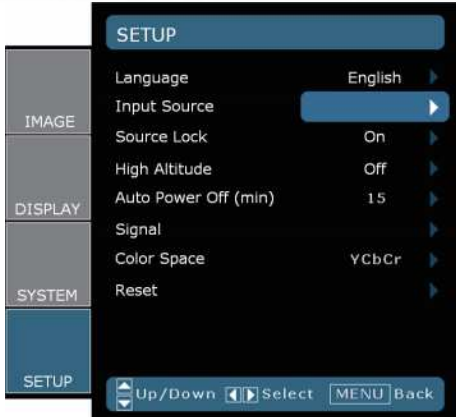 SETUP
Language English
Input Source
IMAGE
Source Lock On
High Altitude Off
Auto Power Off (min) 15
DISPLAY
Signal
Color Space YCbCr
SYSTEM
Reset
SETUP
Up/Down Select MENU Back